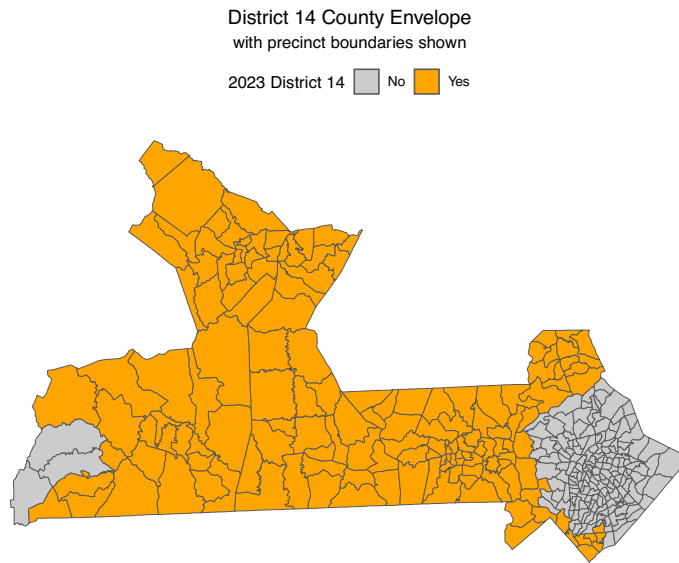 District 14 County Envelope
with precinct boundaries shown
2023 District 14 No Yes